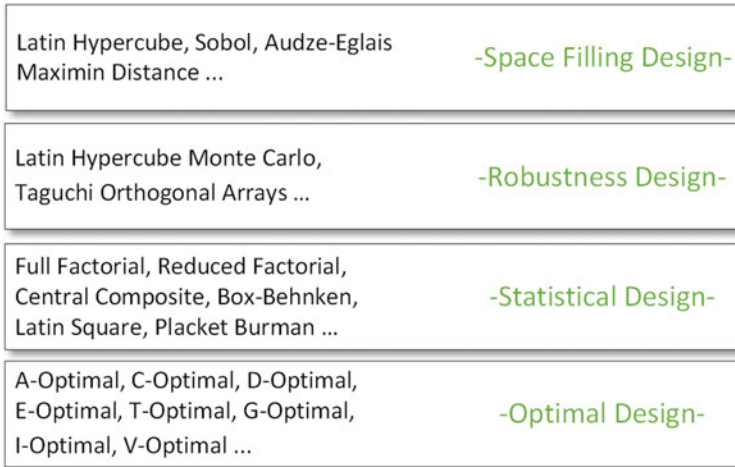 Latin Hypercube, Sobol, Audze-Eglais
Maximin Distance ...
-Space Filling Design-
Latin Hypercube Monte Carlo,
Taguchi Orthogonal Arrays ...
-Robustness Design-
Full Factorial, Reduced Factorial,
Central Composite, Box-Behnken,
Latin Square, Placket Burman ...
-Statistical Design-
A-Optimal, C-Optimal, D-Optimal,
E-Optimal, T-Optimal, G-Optimal,
I-Optimal, V-Optimal ...
-Optimal Design-